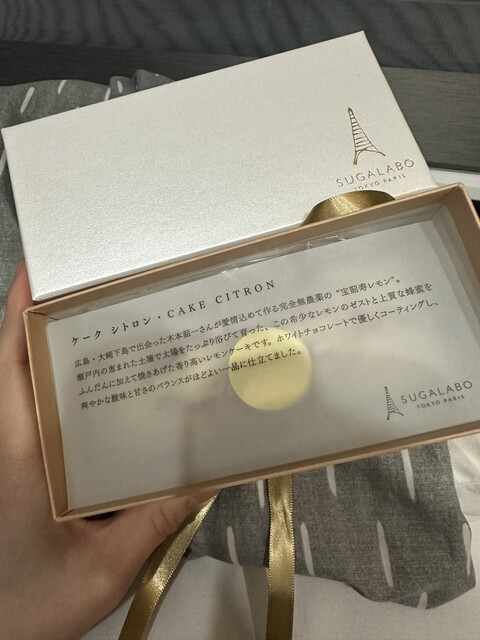 SUGALABO
TOKYO PARIS
ケーク シトロン・CAKE CITRON
広島・大崎下島で出会った木本韶一さんが愛情込めて作る完全無農薬の“宝韶寿レモン”。
瀬戸内の恵まれた土壌で太陽をたっぷり浴びて育った、この希少なレモンのゼストと上質な蜂蜜を
ふんだんに加えて焼きあげた香り高いレモンケーキです。ホワイトチョコレートで優しくコーティングし、
爽やかな酸味と甘さのバランスがほどよい一品に仕立てました。
SUGALABO
TOKYO PARIS